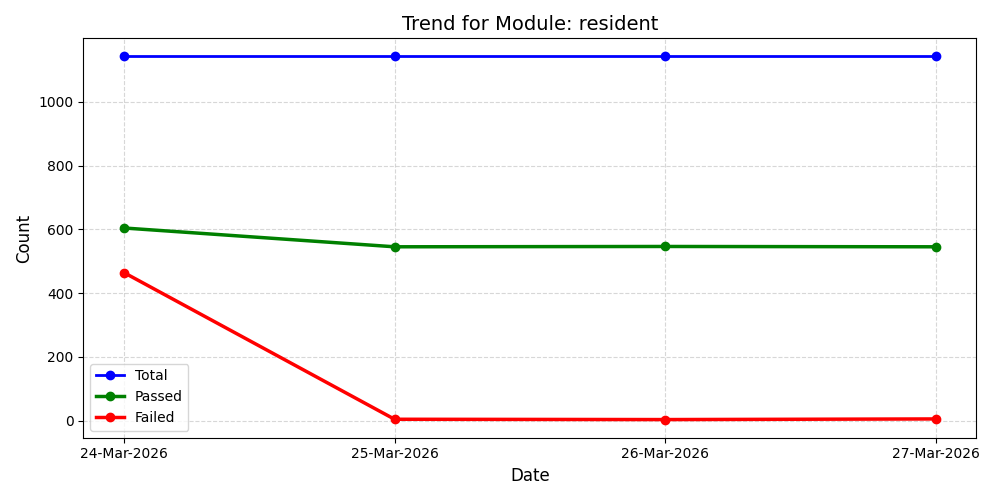 Trend for Module: resident
Count
1000
800
600
400
200
0
Total
Passed
Failed
24-Mar-2026
25-Mar-2026
26-Mar-2026
27-Mar-2026
Date